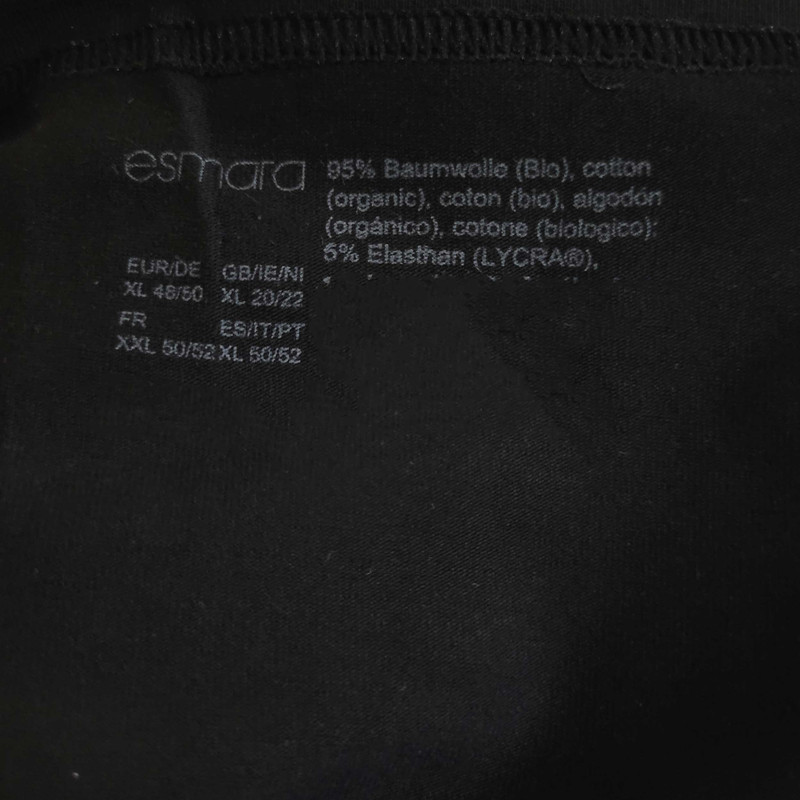 esmara
95% Baumwolle (Bio), cotton
(organic), coton (bio), algodón
(orgánico), cotone (biologico);
5% Elasthan (LYCRA®),
EUR/DE GB/IE/NI
XL 48/50 XL 20/22
FR ES/IT/PT
XXL 50/52 XL 50/52